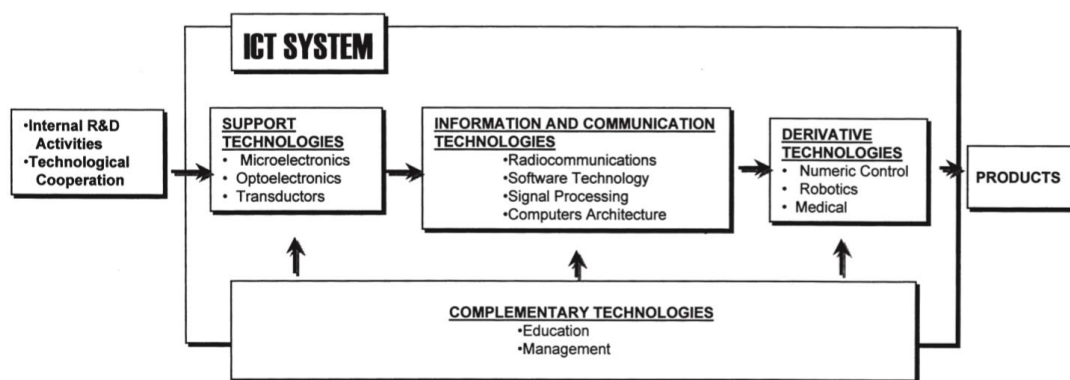 ICT SYSTEM
•Internal R&D
Activities
•Technological
Cooperation
SUPPORT
TECHNOLOGIES
• Microelectronics
• Optoelectronics
• Transductors
INFORMATION AND COMMUNICATION
TECHNOLOGIES
•Radiocommunications
•Software Technology
•Signal Processing
•Computers Architecture
DERIVATIVE
TECHNOLOGIES
• Numeric Control
• Robotics
• Medical
PRODUCTS
COMPLEMENTARY TECHNOLOGIES
•Education
•Management